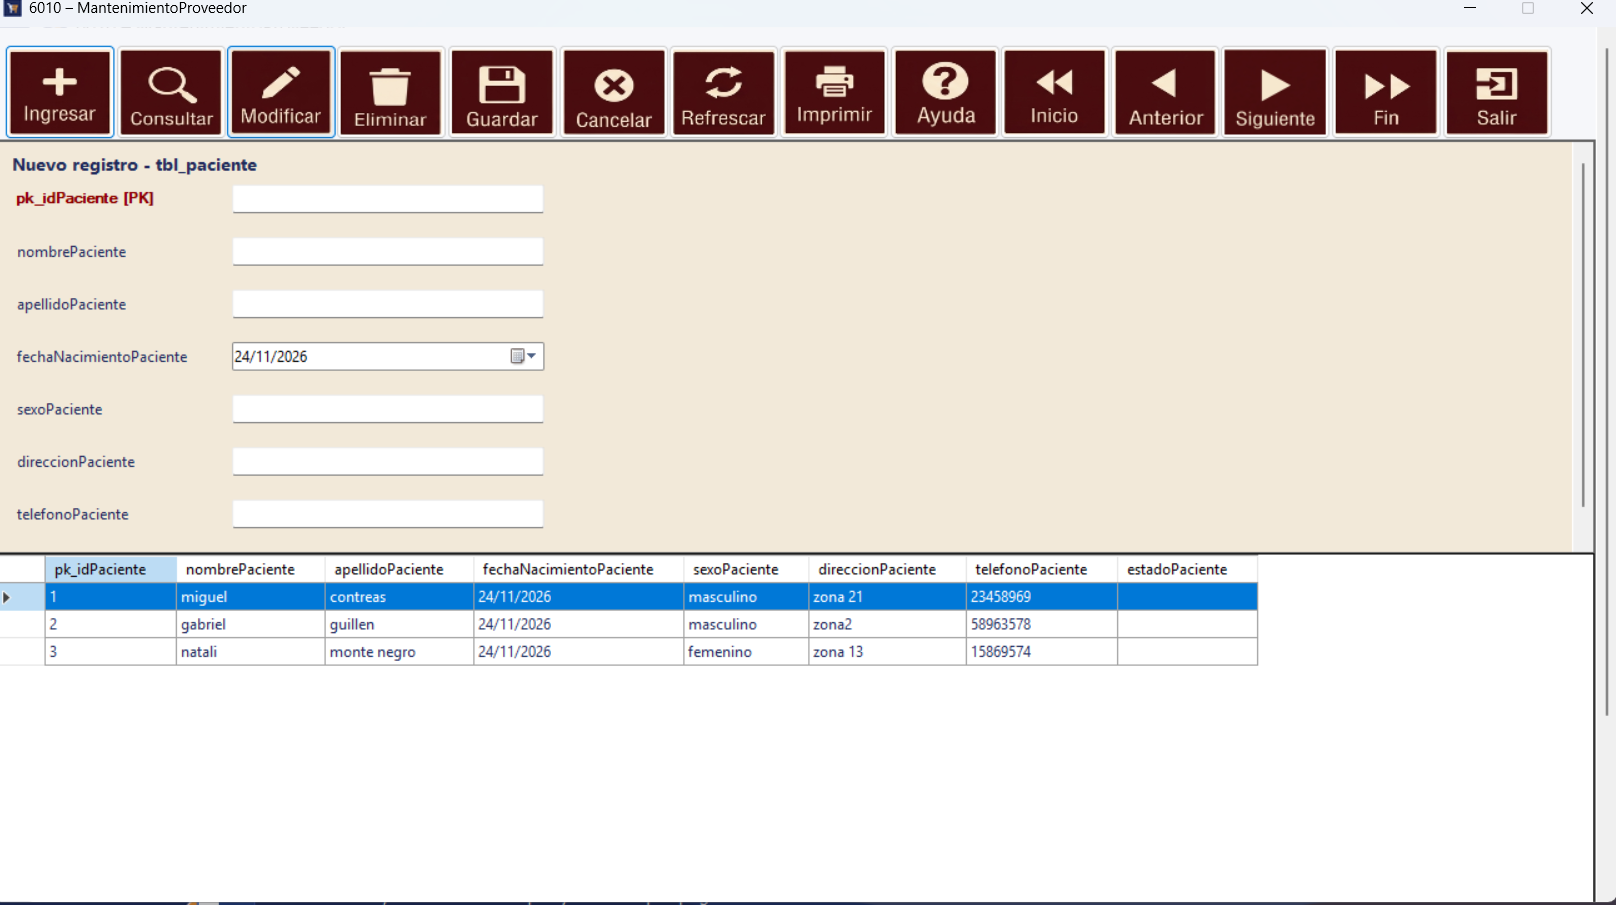 6010 – MantenimientoProveedor
Ingresar Consultar Modificar Eliminar Guardar Cancelar Refrescar Imprimir Ayuda Inicio Anterior Siguiente Fin Salir
Nuevo registro - tbl_paciente
pk_idPaciente [PK]
nombrePaciente
apellidoPaciente
fechaNacimientoPaciente 24/11/2026
sexoPaciente
direccionPaciente
telefonoPaciente
pk_idPaciente nombrePaciente apellidoPaciente fechaNacimientoPaciente sexoPaciente direccionPaciente telefonoPaciente estadoPaciente
1 miguel contreas 24/11/2026 masculino zona 21 23458969
2 gabriel guillen 24/11/2026 masculino zona2 58963578
3 natali monte negro 24/11/2026 femenino zona 13 15869574